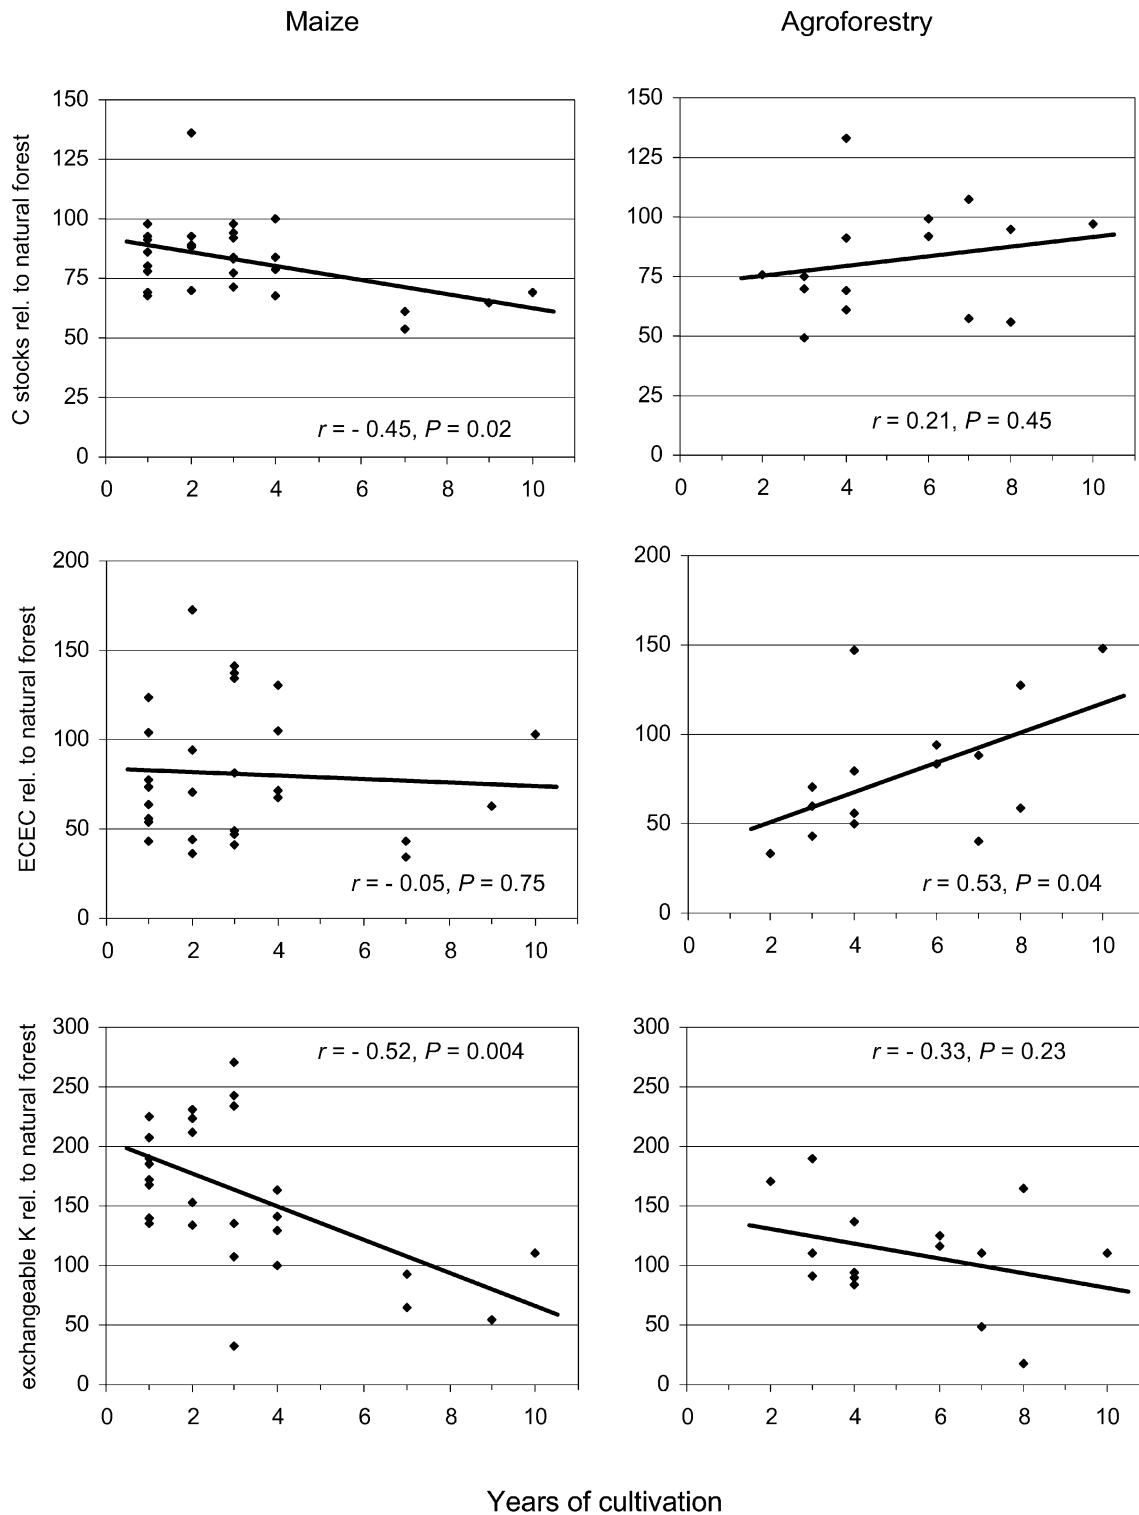 Maize
Agroforestry
C stocks rel. to natural forest
150
125
100
75
50
25
0
r = - 0.45, P = 0.02
0 2 4 6 8 10
150
125
100
75
50
25
0
r = 0.21, P = 0.45
0 2 4 6 8 10
ECEC rel. to natural forest
200
150
100
50
0
r = - 0.05, P = 0.75
0 2 4 6 8 10
200
150
100
50
0
r = 0.53, P = 0.04
0 2 4 6 8 10
exchangeable K rel. to natural forest
300
250
200
150
100
50
0
r = - 0.52, P = 0.004
0 2 4 6 8 10
300
250
200
150
100
50
0
r = - 0.33, P = 0.23
0 2 4 6 8 10
Years of cultivation